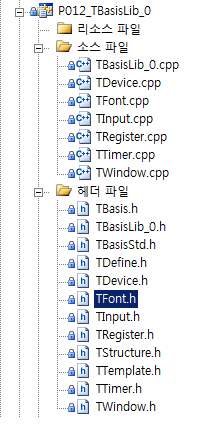 P012_TBasisLib_0
리소스 파일
소스 파일
TBasisLib_0.cpp
TDevice.cpp
TFont.cpp
TInput.cpp
TRegister.cpp
TTimer.cpp
TWindow.cpp
헤더 파일
TBasis.h
TBasisLib_0.h
TBasisStd.h
TDefine.h
TDevice.h
TFont.h
TInput.h
TRegister.h
TStructure.h
TTemplate.h
TTimer.h
TWindow.h